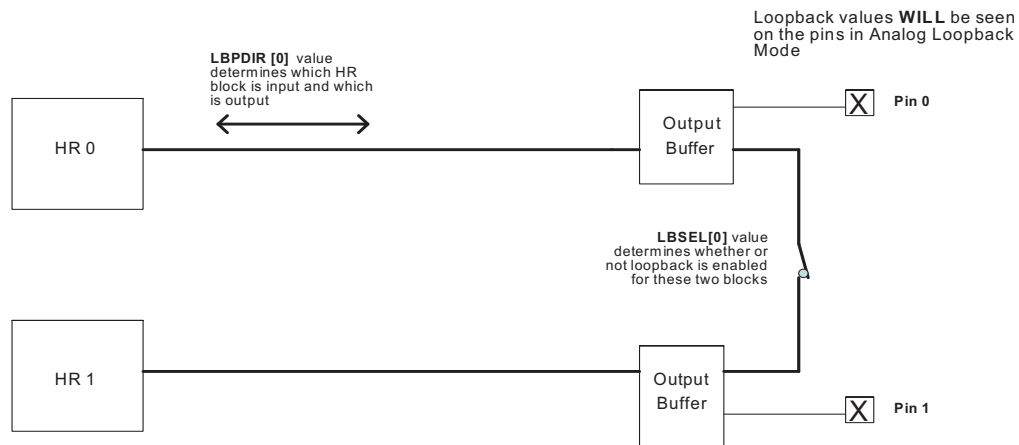 Loopback values WILL be seen
on the pins in Analog Loopback
Mode
LBPDIR [0] value
determines which HR
block is input and which
is output
HR 0
Output
Buffer
X
Pin 0
LBSEL[0] value
determines whether or
not loopback is enabled
for these two blocks
HR 1
Output
Buffer
X
Pin 1